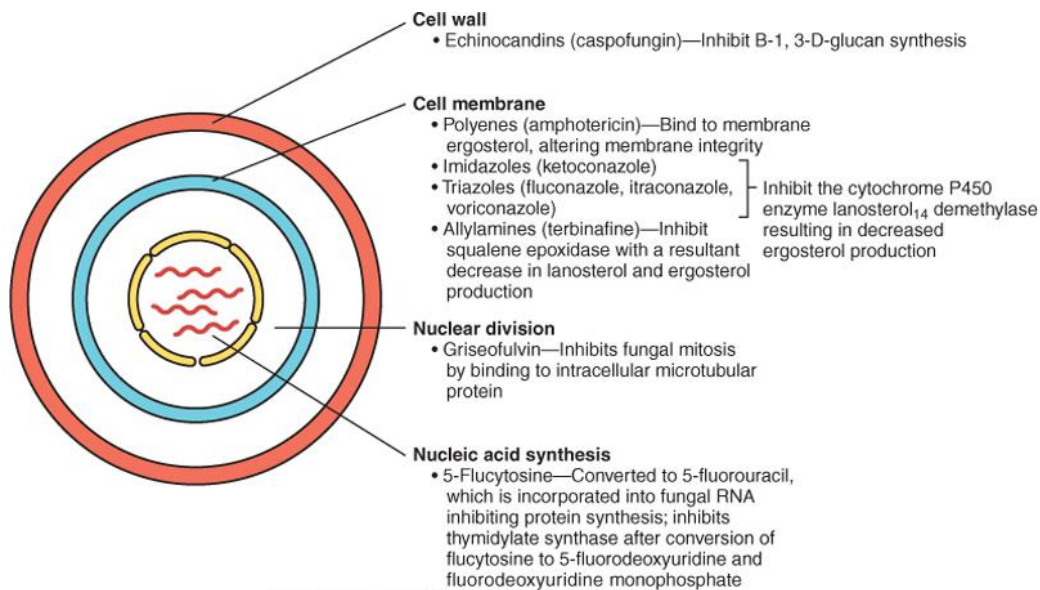 Cell wall
• Echinocandins (caspofungin)—Inhibit B-1, 3-D-glucan synthesis
Cell membrane
• Polyenes (amphotericin)—Bind to membrane
ergosterol, altering membrane integrity
• Imidazoles (ketoconazole)
• Triazoles (fluconazole, itraconazole,
voriconazole)
Inhibit the cytochrome P450
enzyme lanosterol14 demethylase
resulting in decreased
ergosterol production
• Allylamines (terbinafine)—Inhibit
squalene epoxidase with a resultant
decrease in lanosterol and ergosterol
production
Nuclear division
• Griseofulvin—Inhibits fungal mitosis
by binding to intracellular microtubular
protein
Nucleic acid synthesis
• 5-Flucytosine—Converted to 5-fluorouracil,
which is incorporated into fungal RNA
inhibiting protein synthesis; inhibits
thymidylate synthase after conversion of
flucytosine to 5-fluorodeoxyuridine and
fluorodeoxyuridine monophosphate